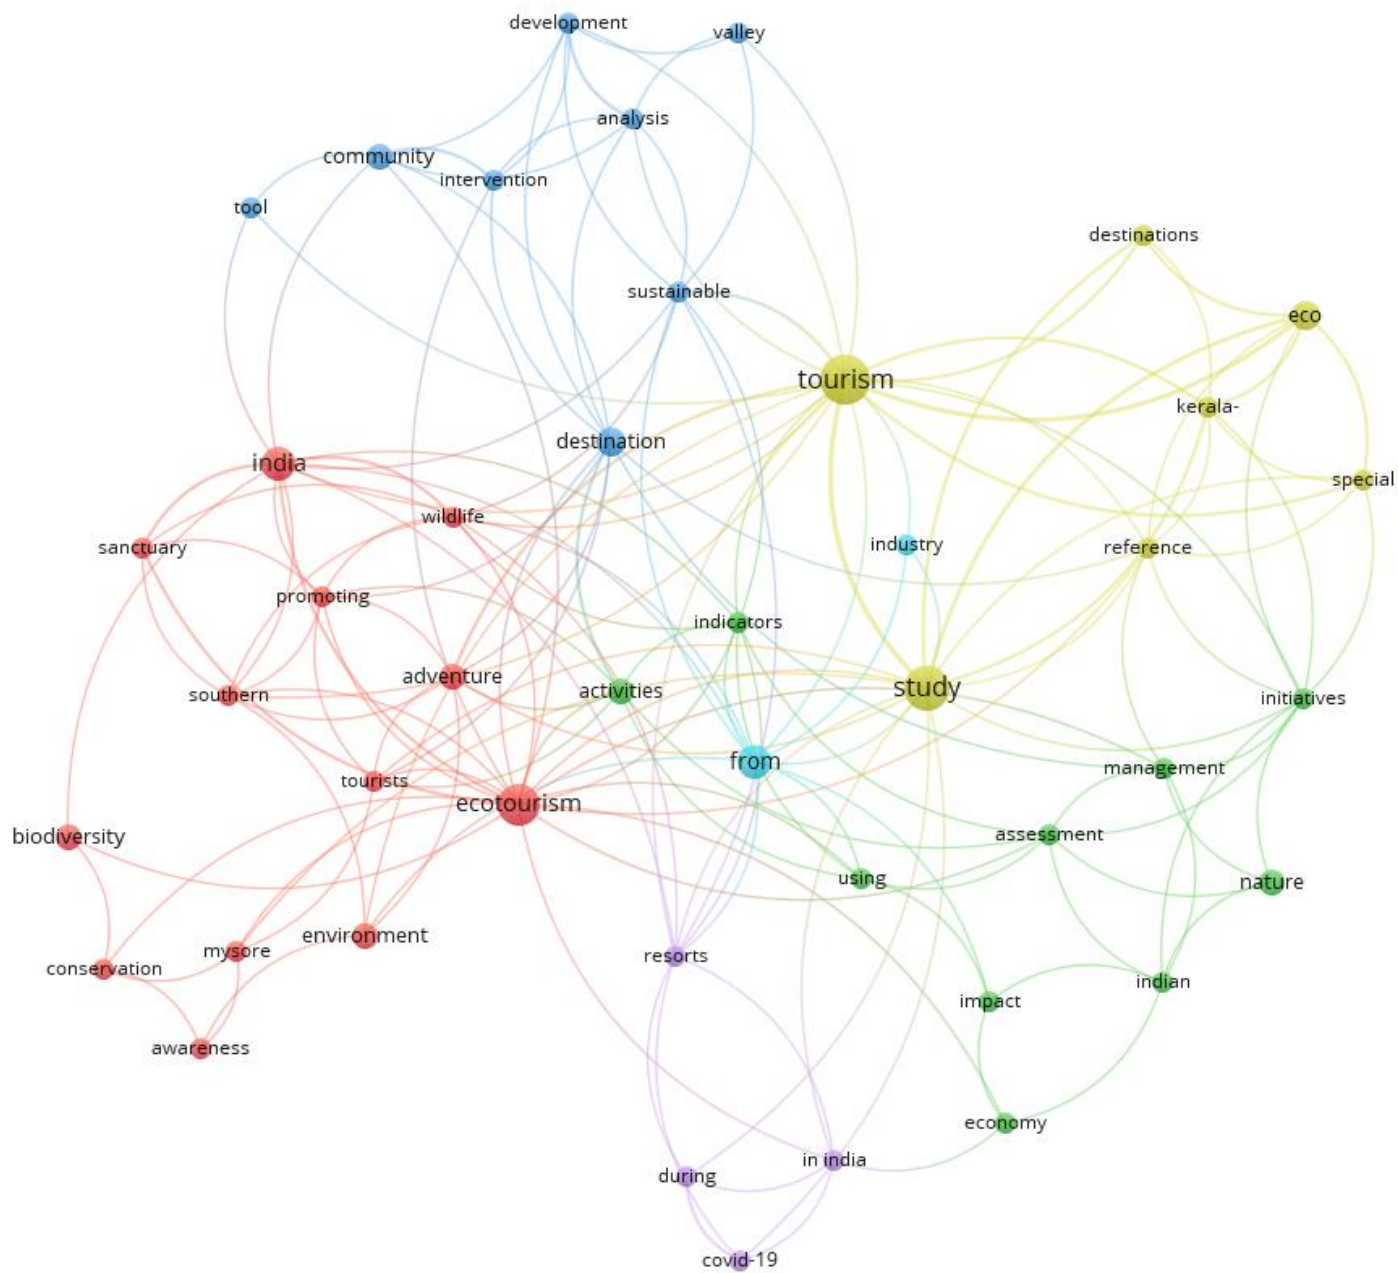 development
valley
analysis
community
intervention
tool
destinations
sustainable
eco
tourism
kerala-
destination
india
special
wildlife
industry
sanctuary
reference
promoting
indicators
adventure
activities
study
southern
initiatives
from
management
tourists
ecotourism
assessment
biodiversity
using
nature
environment
mysore
resorts
conservation
indian
impact
awareness
economy
in india
during
covid-19